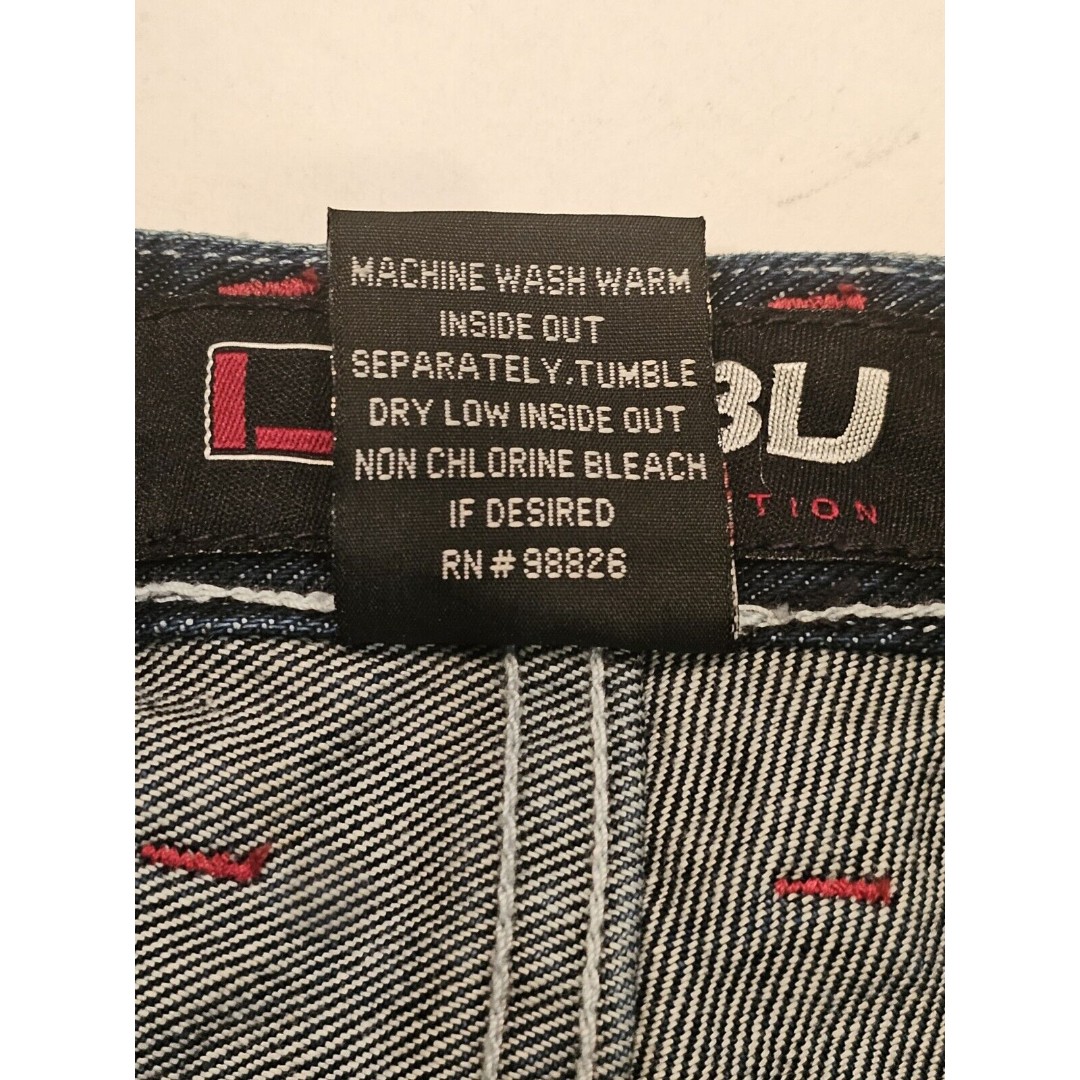 MACHINE WASH WARM
INSIDE OUT
SEPARATELY,TUMBLE
DRY LOW INSIDE OUT
NON CHLORINE BLEACH
IF DESIRED
RN # 98826